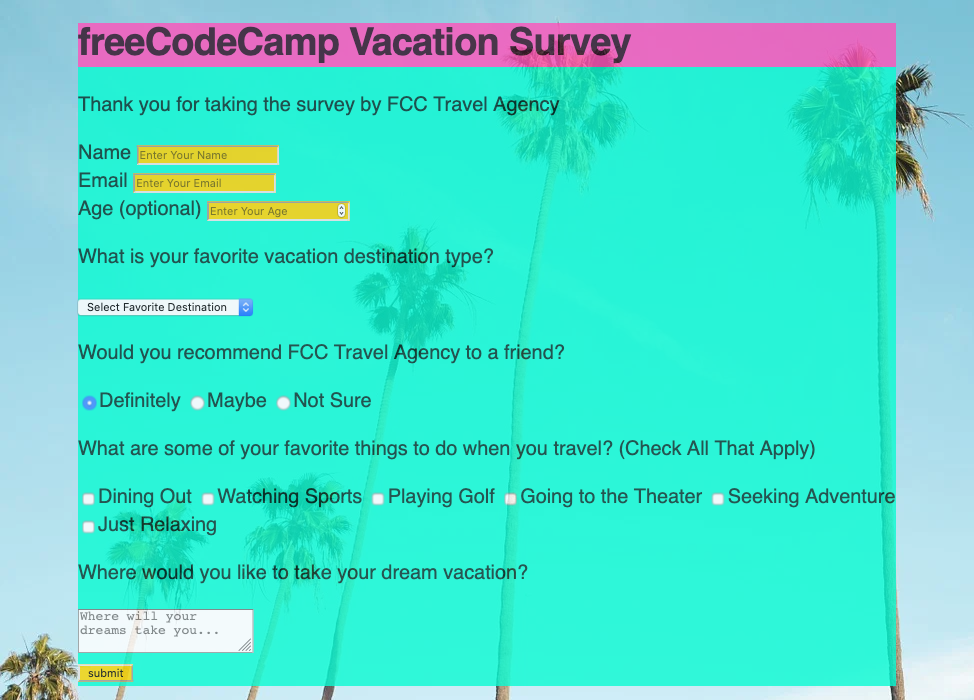 freeCodeCamp Vacation Survey
Thank you for taking the survey by FCC Travel Agency
Name Enter Your Name
Email Enter Your Email
Age (optional) Enter Your Age
What is your favorite vacation destination type?
Select Favorite Destination
Would you recommend FCC Travel Agency to a friend?
Definitely Maybe Not Sure
What are some of your favorite things to do when you travel? (Check All That Apply)
Dining Out Watching Sports Playing Golf Going to the Theater Seeking Adventure
Just Relaxing
Where would you like to take your dream vacation?
Where will your
dreams take you...
submit